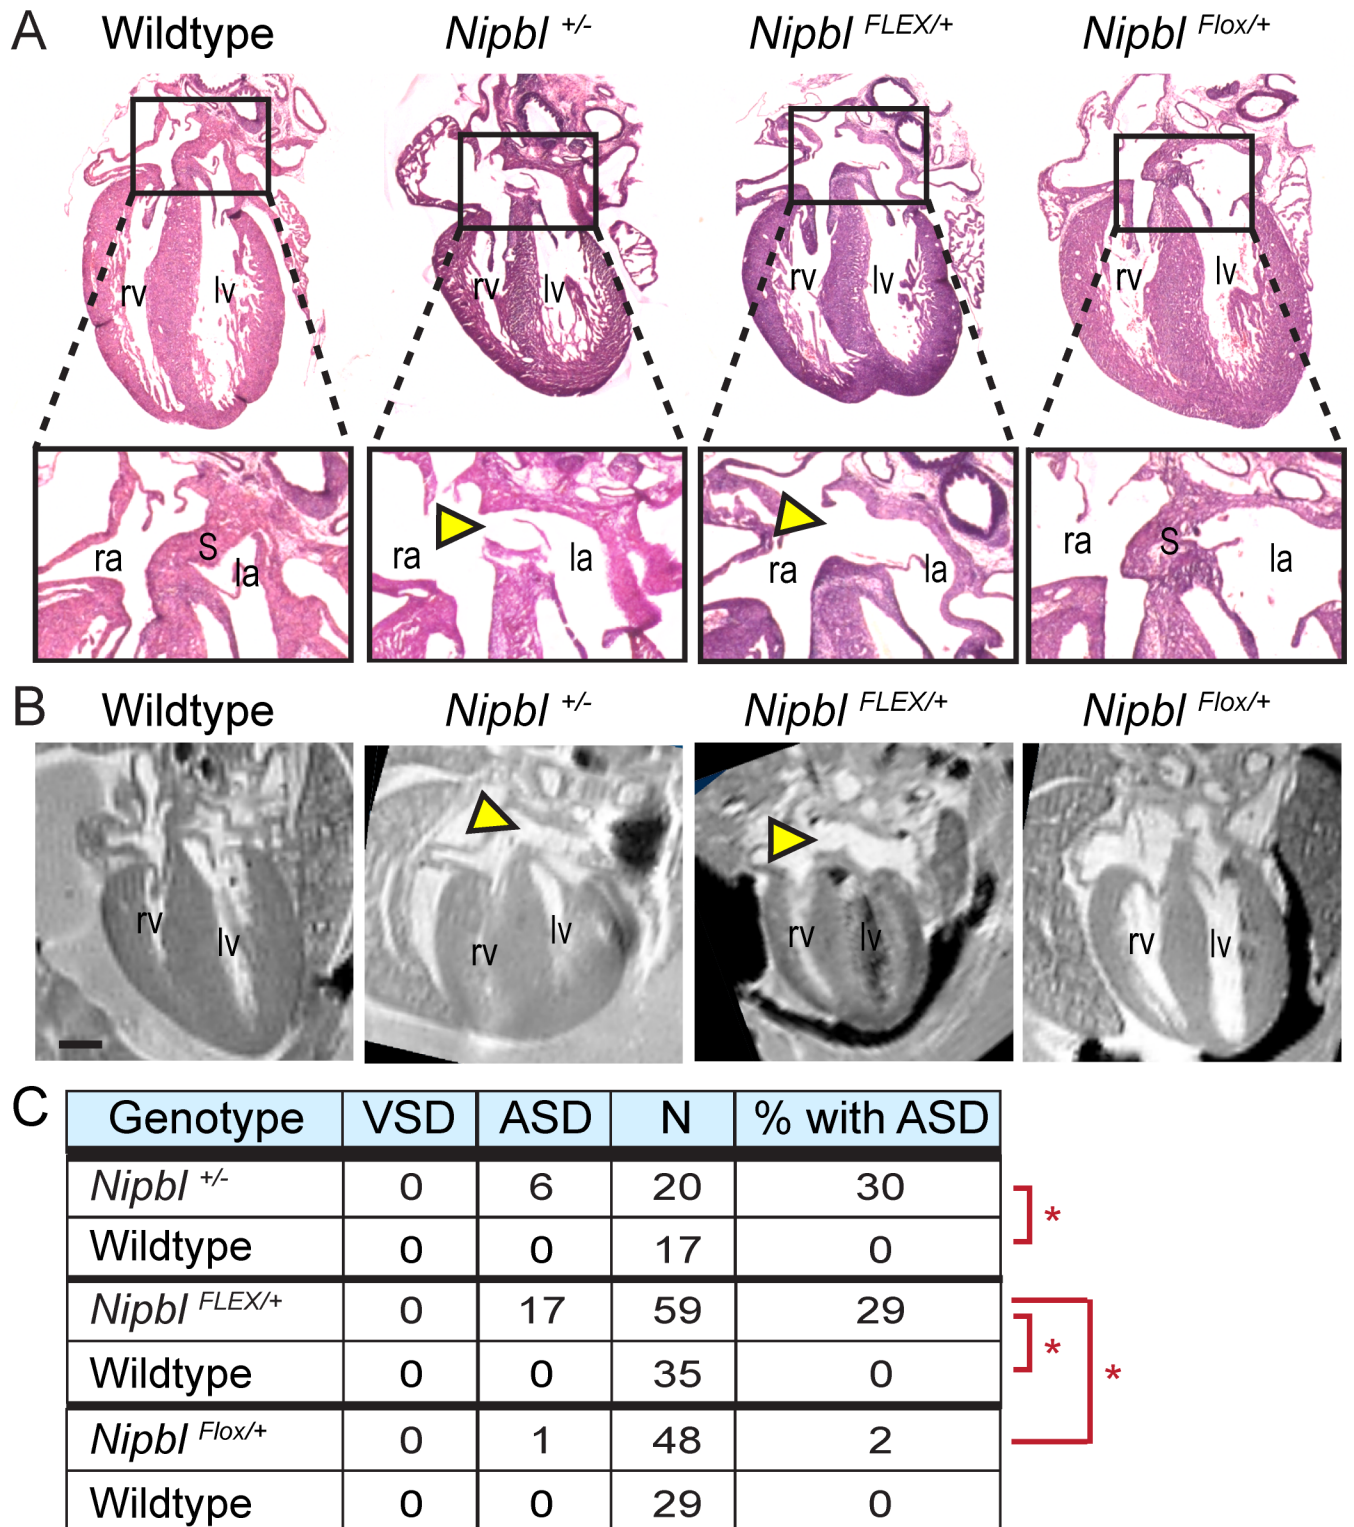 A Wildtype Nipbl +/- Nipbl FLEX/+ Nipbl Flox/+
rv lv rv lv rv lv rv lv
ra S la ra la ra la ra S la
B Wildtype Nipbl +/- Nipbl FLEX/+ Nipbl Flox/+
rv lv rv lv rv lv rv lv
C Genotype VSD ASD N % with ASD
Nipbl +/- 0 6 20 30
*
Wildtype 0 0 17 0
Nipbl FLEX/+ 0 17 59 29
*
Wildtype 0 0 35 0 *
Nipbl Flox/+ 0 1 48 2
Wildtype 0 0 29 0